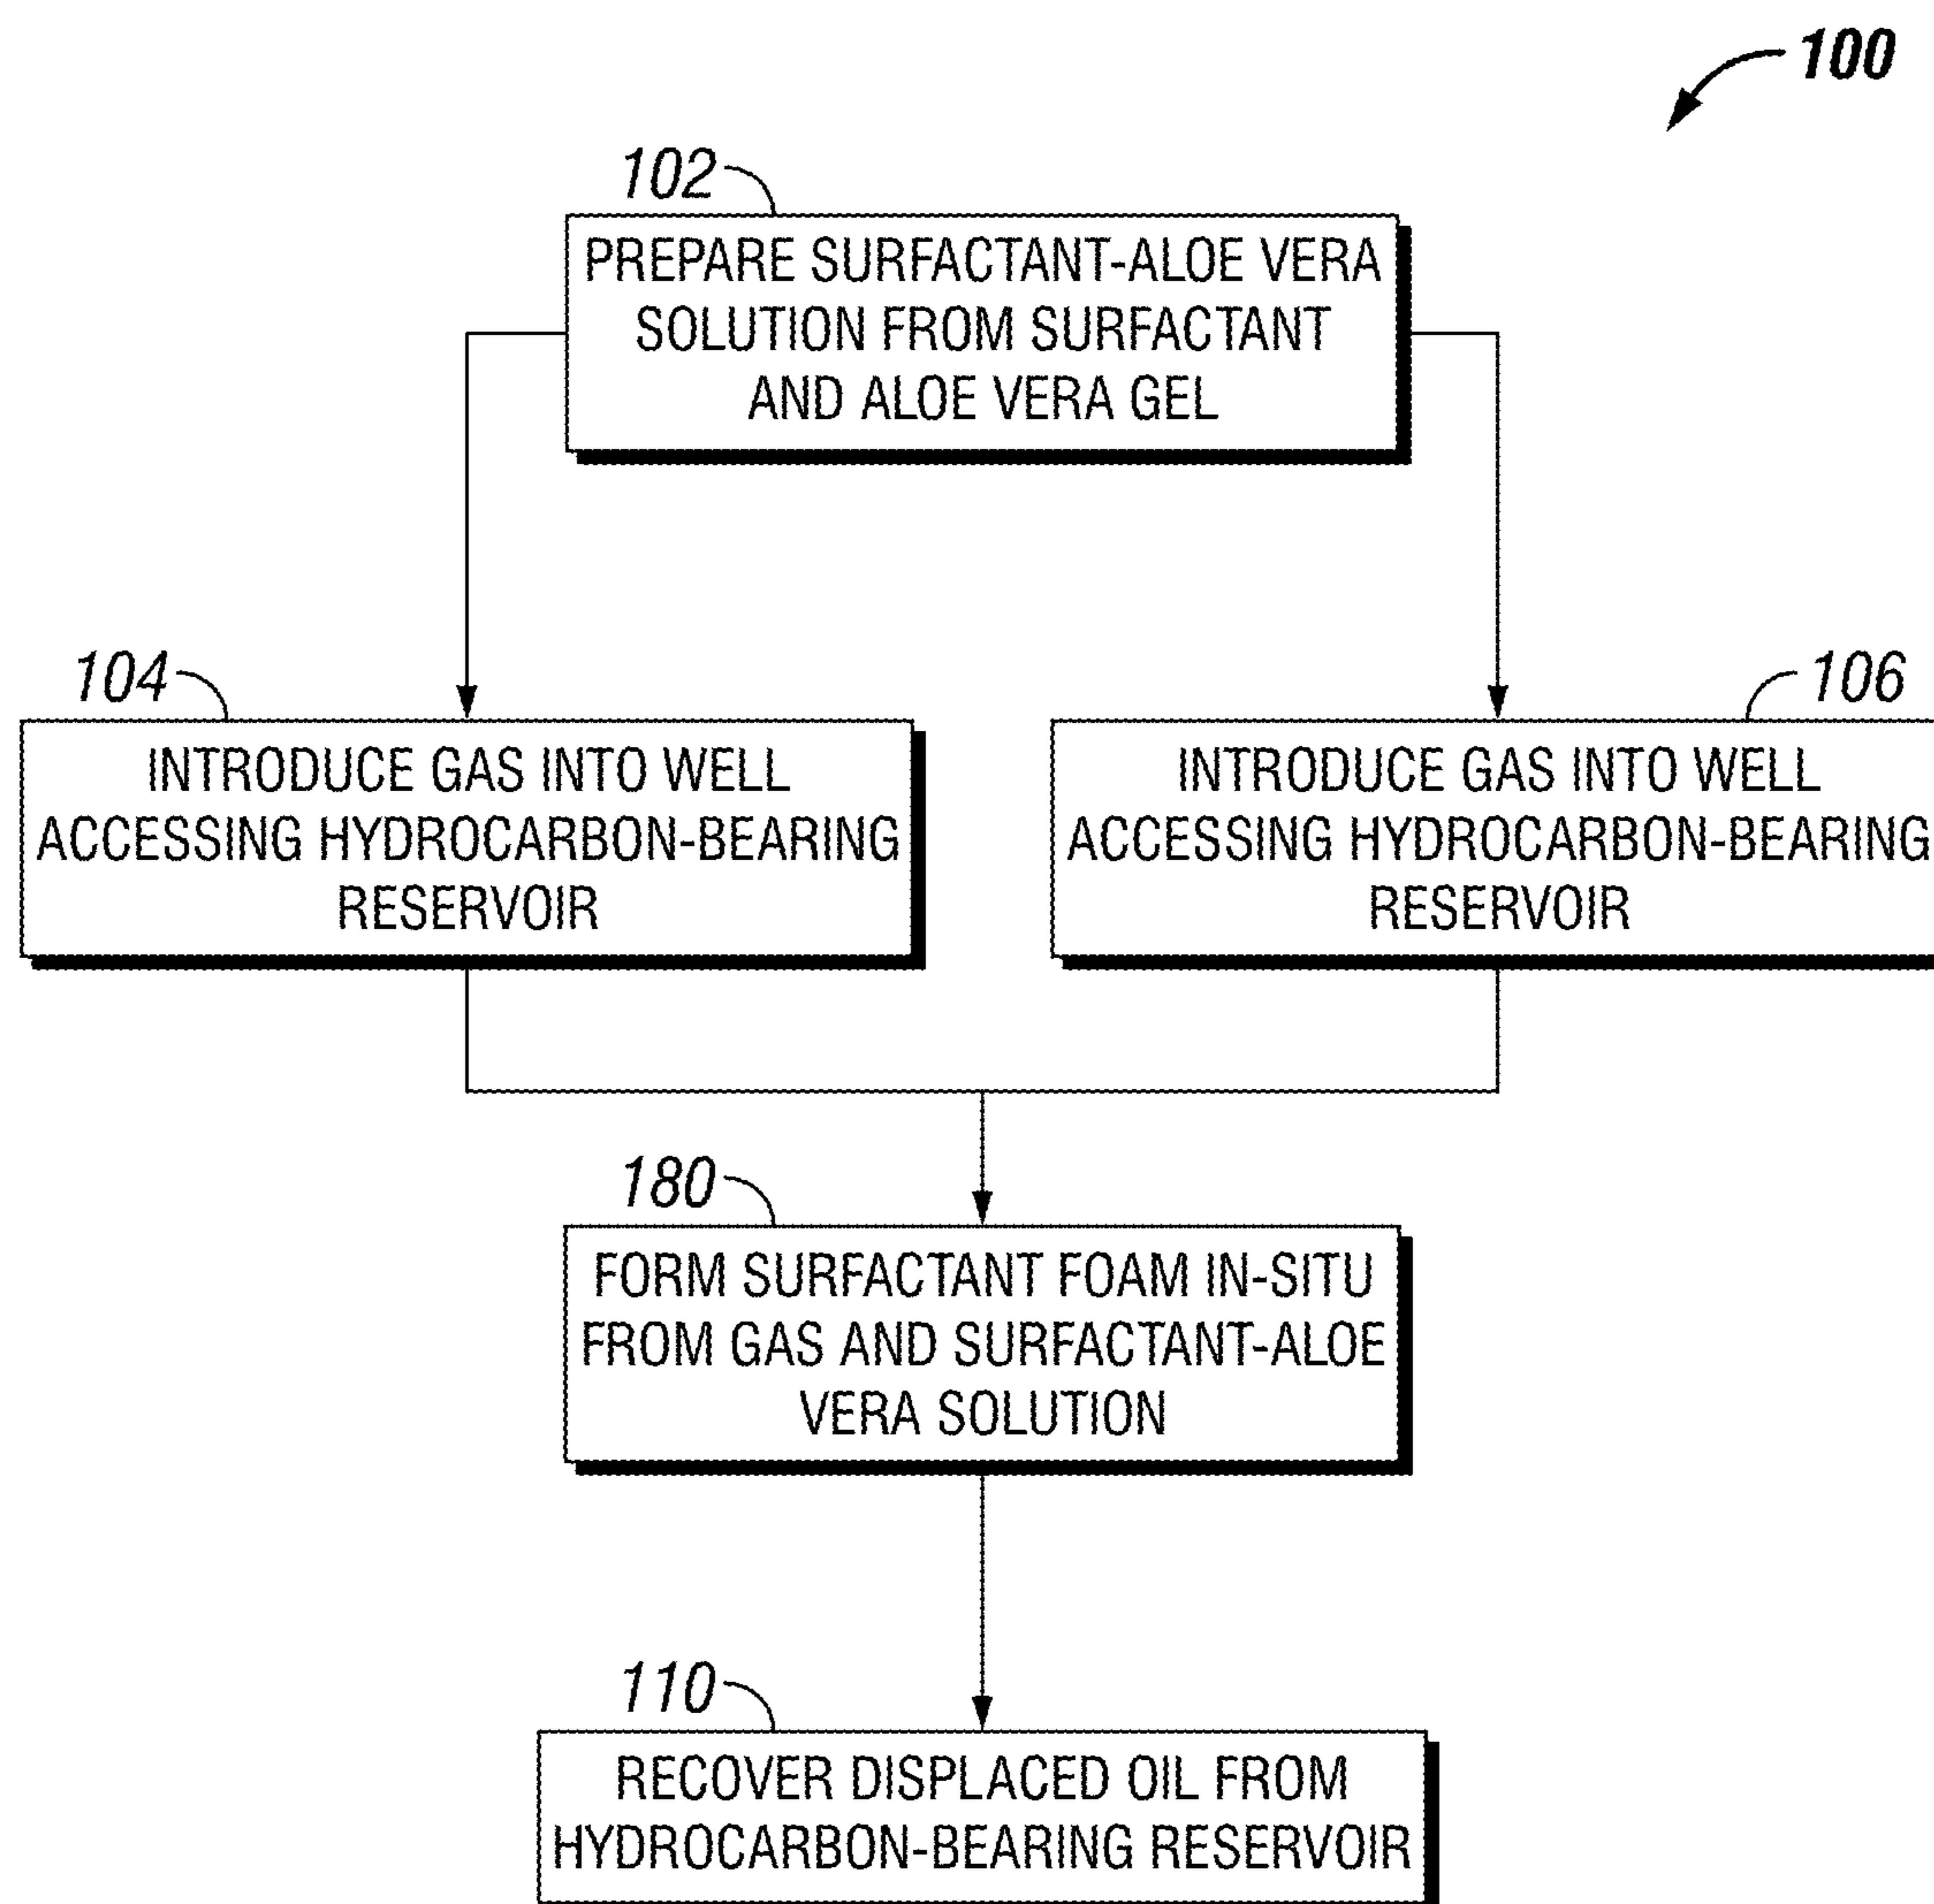 100
102
PREPARE SURFACTANT-ALOE VERA
SOLUTION FROM SURFACTANT
AND ALOE VERA GEL
104
INTRODUCE GAS INTO WELL
ACCESSING HYDROCARBON-BEARING
RESERVOIR
106
INTRODUCE GAS INTO WELL
ACCESSING HYDROCARBON-BEARING
RESERVOIR
180
FORM SURFACTANT FOAM IN-SITU
FROM GAS AND SURFACTANT-ALOE
VERA SOLUTION
110
RECOVER DISPLACED OIL FROM
HYDROCARBON-BEARING RESERVOIR